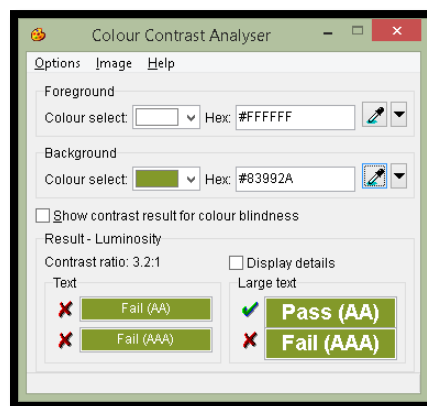 Colour Contrast Analyser
Options Image Help
Foreground
Colour select: Hex: #FFFFFF
Background
Colour select: Hex: #83992A
Show contrast result for colour blindness
Result - Luminosity
Contrast ratio: 3.2:1 Display details
Text Large text
Fail (AA) Pass (AA)
Fail (AAA) Fail (AAA)